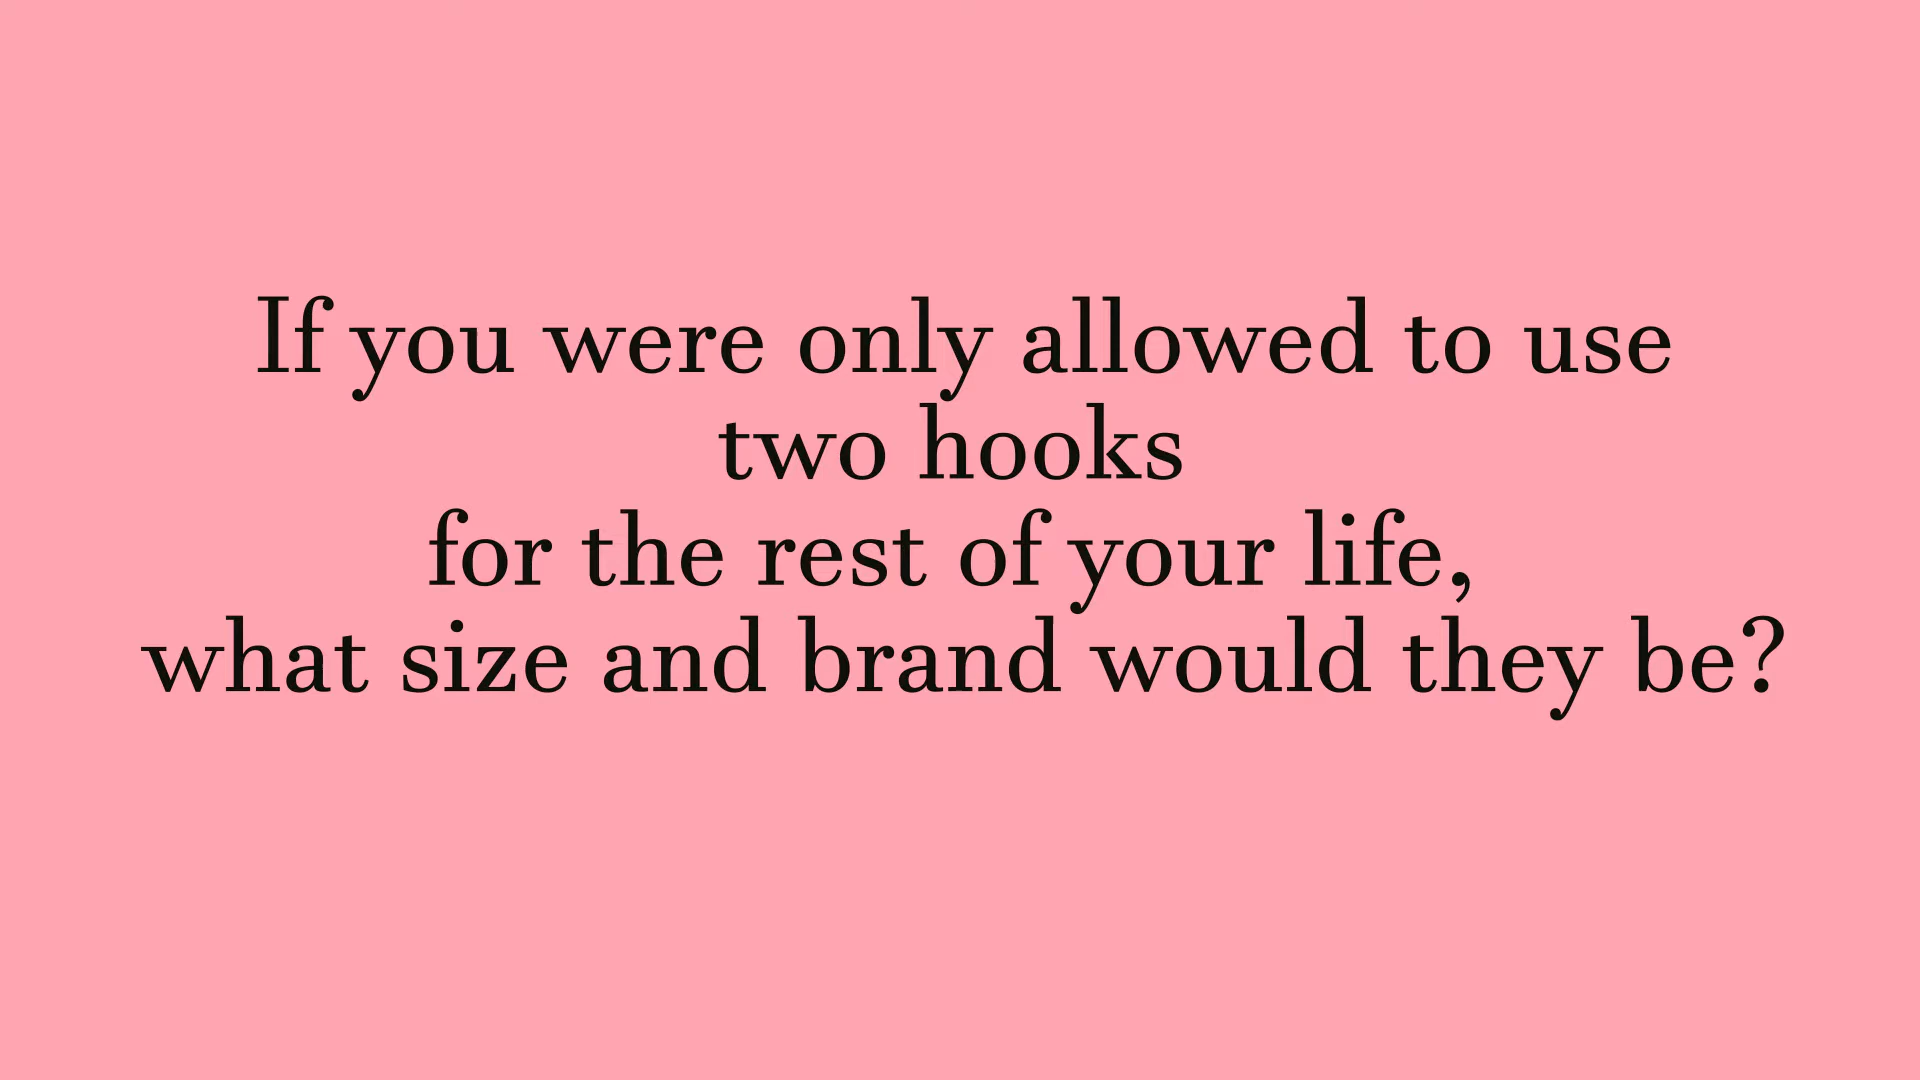 If you were only allowed to use
two hooks
for the rest of your life,
what size and brand would they be?